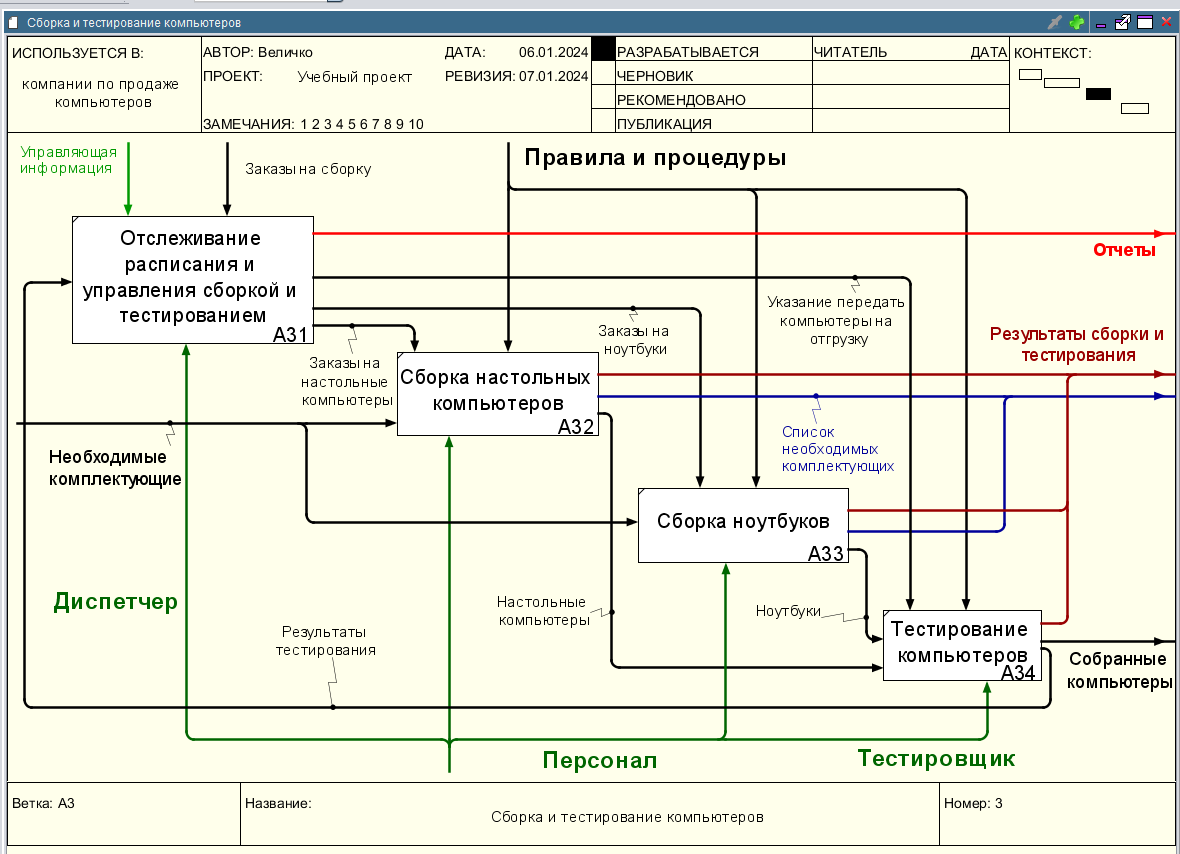 Сборка и тестирование компьютеров
ИСПОЛЬЗУЕТСЯ В:
компании по продаже
компьютеров
АВТОР: Величко
ДАТА: 06.01.2024
ПРОЕКТ: Учебный проект
РЕВИЗИЯ: 07.01.2024
ЗАМЕЧАНИЯ: 1 2 3 4 5 6 7 8 9 10
РАЗРАБАТЫВАЕТСЯ
ЧЕРНОВИК
РЕКОМЕНДОВАНО
ПУБЛИКАЦИЯ
ЧИТАТЕЛЬ ДАТА
КОНТЕКСТ:
Управляющая
информация
Заказы на сборку
Правила и процедуры
Отслеживание
расписания и
управления сборкой и
тестированием
A31
Отчеты
Указание передать
компьютеры на
отгрузку
Заказы на
ноутбуки
Результаты сборки и
тестирования
Заказы на
настольные
компьютеры
Сборка настольных
компьютеров
A32
Список
необходимых
комплектующих
Необходимые
комплектующие
Сборка ноутбуков
A33
Диспетчер
Настольные
компьютеры
Ноутбуки
Результаты
тестирования
Тестирование
компьютеров
A34
Собранные
компьютеры
Персонал
Тестировщик
Ветка: A3
Название:
Сборка и тестирование компьютеров
Номер: 3